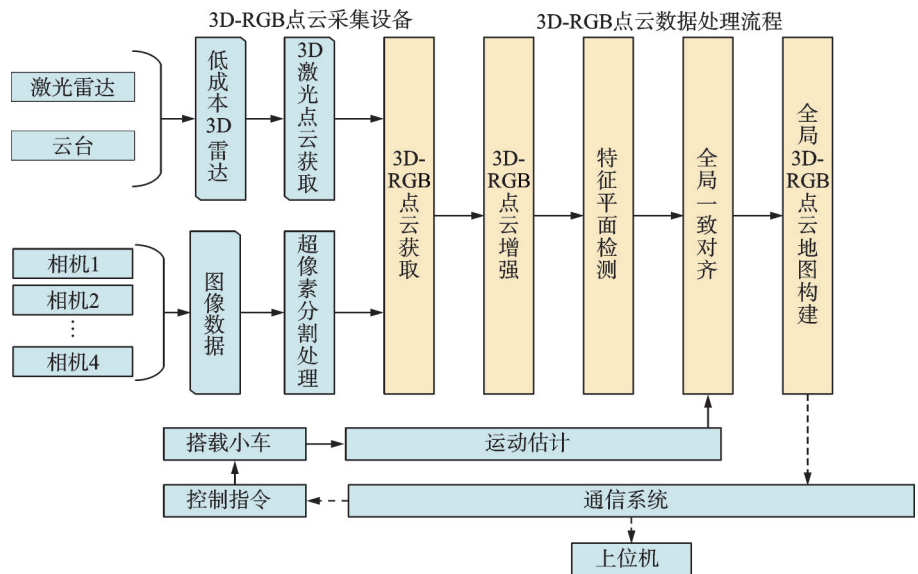 3D-RGB点云采集设备
3D-RGB点云数据处理流程
激光雷达
云台
低成本3D雷达
3D激光点云获取
相机1
相机2
⋮
相机4
图像数据
超像素分割处理
3D-RGB点云获取
3D-RGB点云增强
特征平面检测
全局一致对齐
全局3D-RGB点云地图构建
搭载小车
运动估计
控制指令
通信系统
上位机